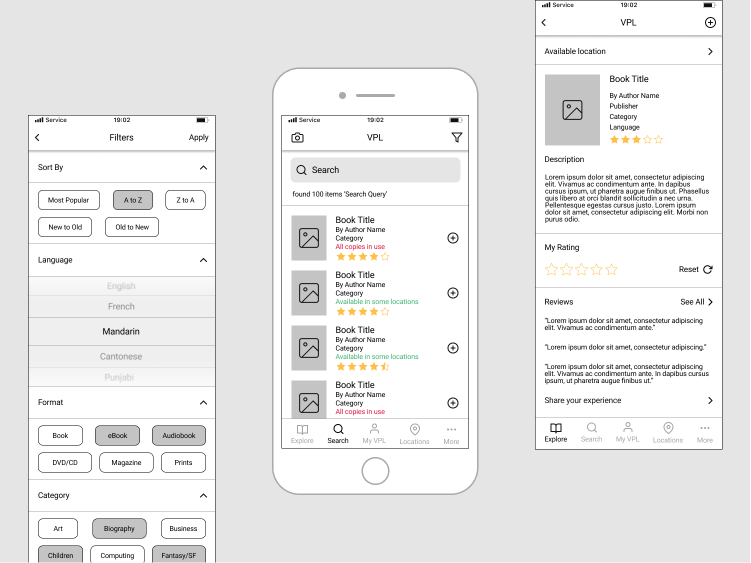 Service 19:02
Filters Apply
Sort By
Most Popular A to Z Z to A
New to Old Old to New
Language
English
French
Mandarin
Cantonese
Punjabi
Format
Book eBook Audiobook
DVD/CD Magazine Prints
Category
Art Biography Business
Children Computing Fantasy/SF
Service 19:02
VPL
Search
found 100 items 'Search Query'
Book Title
By Author Name
Category
All copies in use
Book Title
By Author Name
Category
Available in some locations
Book Title
By Author Name
Category
Available in some locations
Book Title
By Author Name
Category
All copies in use
Explore Search My VPL Locations More
Service 19:02
VPL
Available location
Book Title
By Author Name
Publisher
Category
Language
Description
Lorem ipsum dolor sit amet, consectetur adipiscing
elit. Vivamus ac condimentum ante. In dapibus
cursus ipsum, ut pharetra augue finibus ut. Phasellus
quis libero at orci blandit sollicitudin a nec urna.
Pellentesque egestas cursus justo. Lorem ipsum
dolor sit amet, consectetur adipiscing elit. Morbi non
purus odio.
My Rating
Reset
Reviews See All
"Lorem ipsum dolor sit amet, consectetur adipiscing
elit. Vivamus ac condimentum ante."
"Lorem ipsum dolor sit amet, consectetur adipiscing."
"Lorem ipsum dolor sit amet, consectetur adipiscing
elit. Vivamus ac condimentum ante. In dapibus cursus
ipsum, ut pharetra augue finibus ut."
Share your experience
Explore Search My VPL Locations More